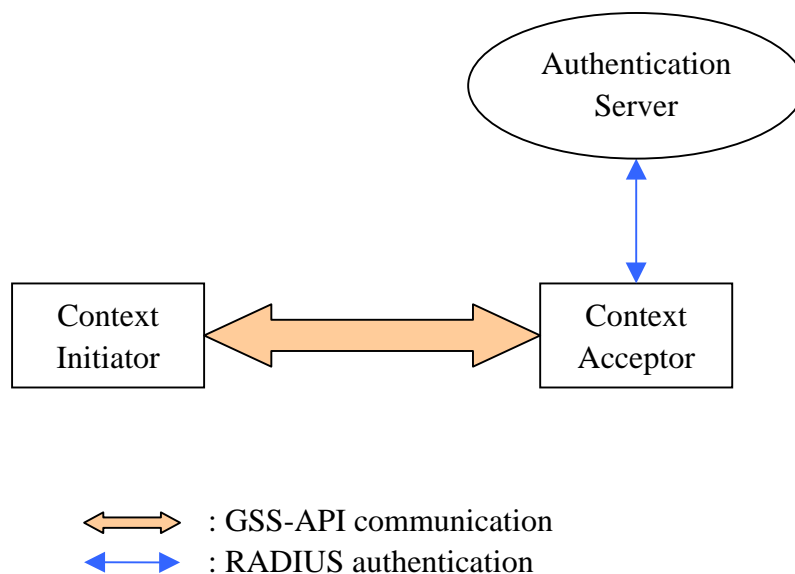 Authentication
Server
Context
Initiator
Context
Acceptor
: GSS-API communication
: RADIUS authentication